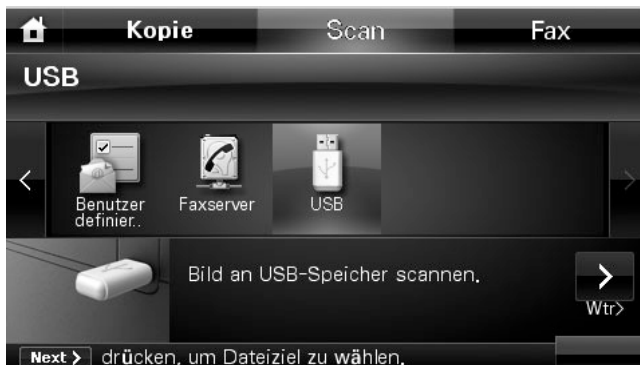 Kopie Scan Fax
USB
Benutzer
definier..
Faxserver
USB
Bild an USB-Speicher scannen.
Wtr>
Next > drücken, um Dateiziel zu wählen.